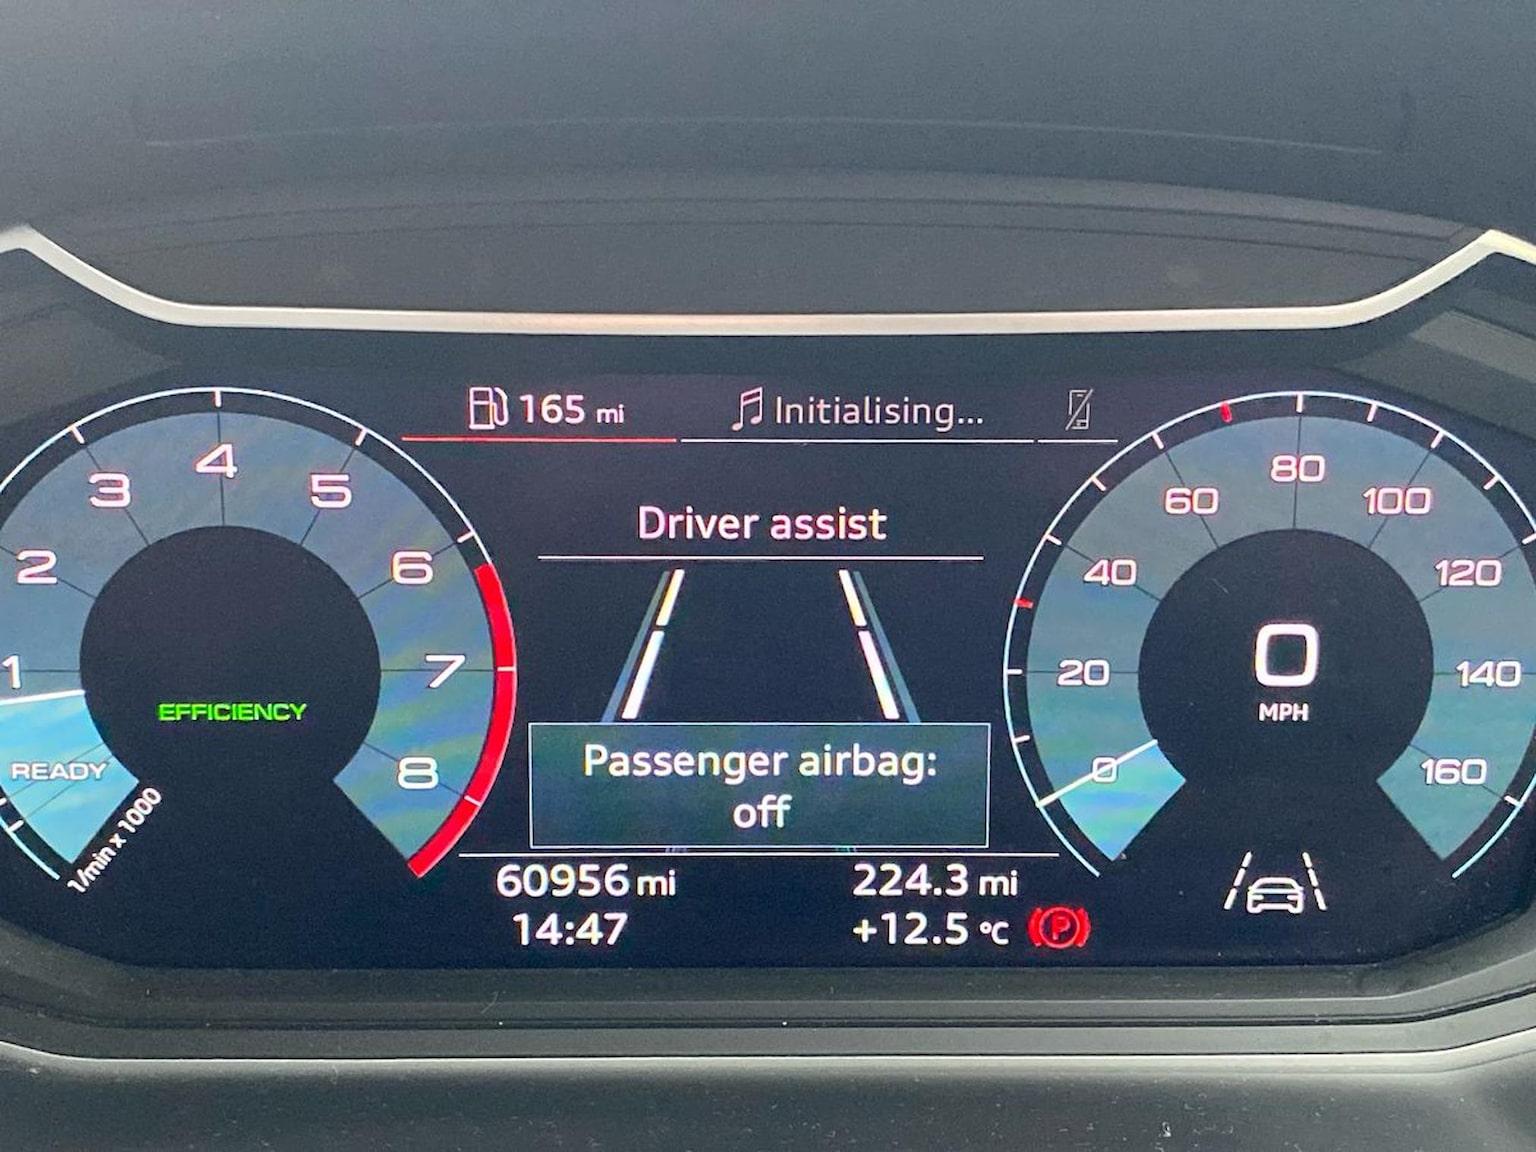 165 mi
Initialising...
1
2
3
4
5
6
7
8
READY
1/min x 1000
EFFICIENCY
Driver assist
Passenger airbag:
off
60956 mi
224.3 mi
14:47
+12.5 °C
P
0
20
40
60
80
100
120
140
160
0
MPH